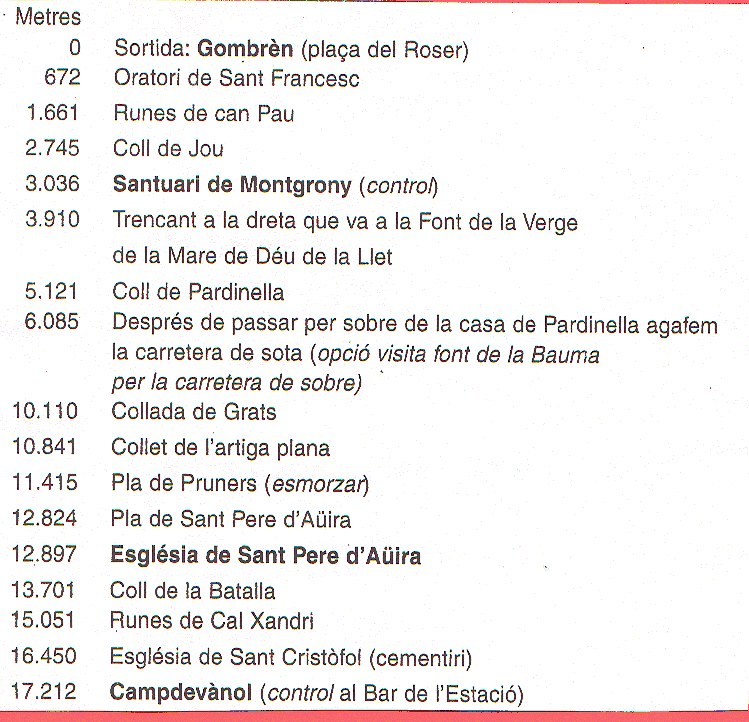 Metres
0 Sortida: Gombrèn (plaça del Roser)
672 Oratori de Sant Francesc
1.661 Runes de can Pau
2.745 Coll de Jou
3.036 Santuari de Montgrony (control)
3.910 Trencant a la dreta que va a la Font de la Verge
de la Mare de Déu de la Llet
5.121 Coll de Pardinella
6.085 Després de passar per sobre de la casa de Pardinella agafem
la carretera de sota (opció visita font de la Bauma
per la carretera de sobre)
10.110 Collada de Grats
10.841 Collet de l'artiga plana
11.415 Pla de Pruners (esmorzar)
12.824 Pla de Sant Pere d'Aüira
12.897 Església de Sant Pere d'Aüira
13.701 Coll de la Batalla
15.051 Runes de Cal Xandri
16.450 Església de Sant Cristòfol (cementiri)
17.212 Campdevànol (control al Bar de l'Estació)